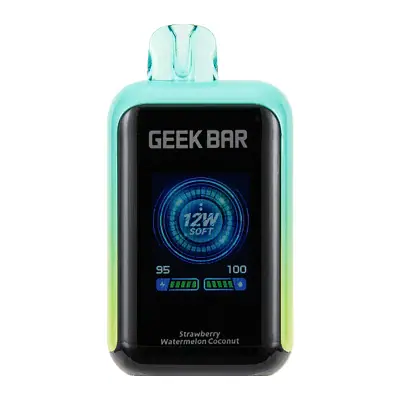 GEEK BAR
12W
SOFT
95 100
Strawberry
Watermelon Coconut